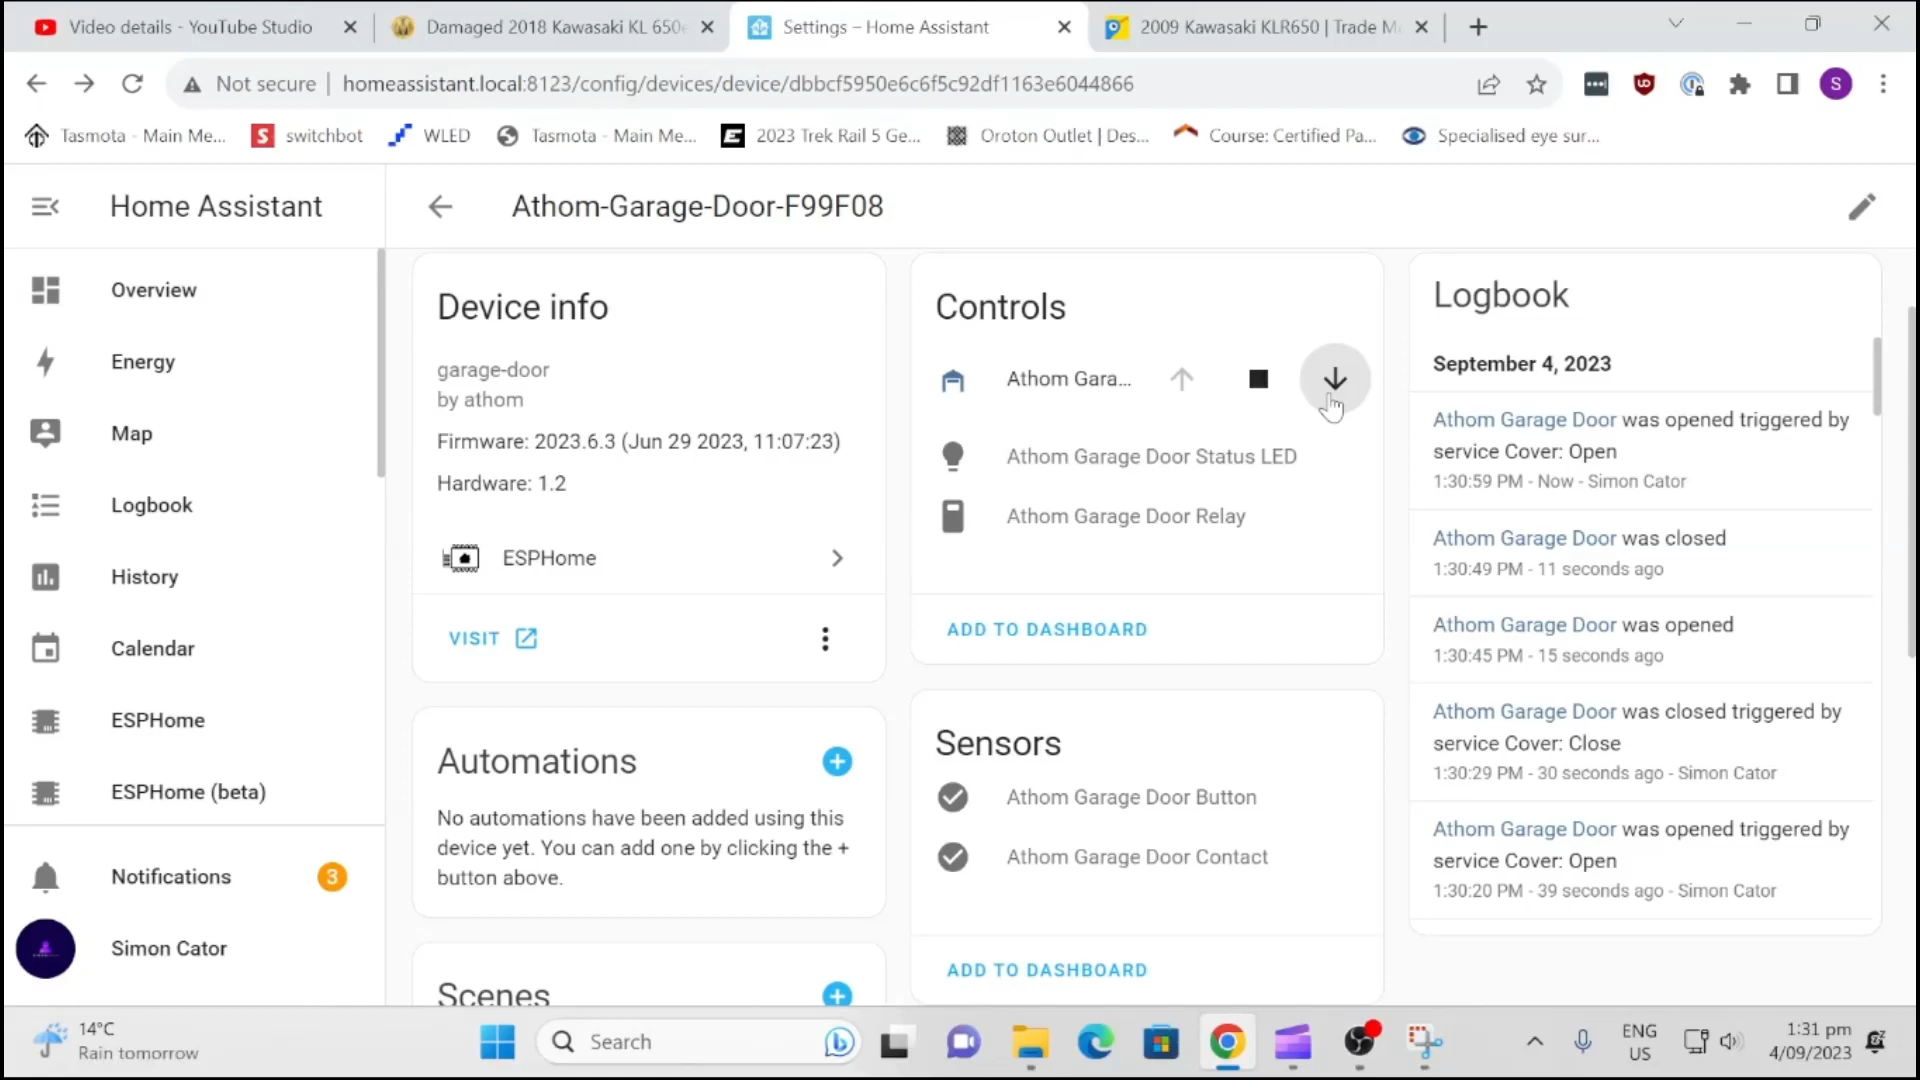 Video details - YouTube Studio
Damaged 2018 Kawasaki KL 650e
Settings – Home Assistant
2009 Kawasaki KLR650 | Trade M
Not secure | homeassistant.local:8123/config/devices/device/dbbcf5950e6c6f5c92df1163e6044866
S
Tasmota - Main Me...
switchbot
WLED
Tasmota - Main Me...
2023 Trek Rail 5 Ge...
Oroton Outlet | Des...
Course: Certified Pa...
Specialised eye sur...
Home Assistant
Athom-Garage-Door-F99F08
Overview
Energy
Map
Logbook
History
Calendar
ESPHome
ESPHome (beta)
Notifications
3
Simon Cator
Device info
garage-door
by athom
Firmware: 2023.6.3 (Jun 29 2023, 11:07:23)
Hardware: 1.2
ESPHome
VISIT
Automations
No automations have been added using this
device yet. You can add one by clicking the +
button above.
Scenes
Controls
Athom Gara...
Athom Garage Door Status LED
Athom Garage Door Relay
ADD TO DASHBOARD
Sensors
Athom Garage Door Button
Athom Garage Door Contact
ADD TO DASHBOARD
Logbook
September 4, 2023
Athom Garage Door was opened triggered by
service Cover: Open
1:30:59 PM - Now - Simon Cator
Athom Garage Door was closed
1:30:49 PM - 11 seconds ago
Athom Garage Door was opened
1:30:45 PM - 15 seconds ago
Athom Garage Door was closed triggered by
service Cover: Close
1:30:29 PM - 30 seconds ago - Simon Cator
Athom Garage Door was opened triggered by
service Cover: Open
1:30:20 PM - 39 seconds ago - Simon Cator
14°C
Rain tomorrow
Search
ENG
US
1:31 pm
4/09/2023